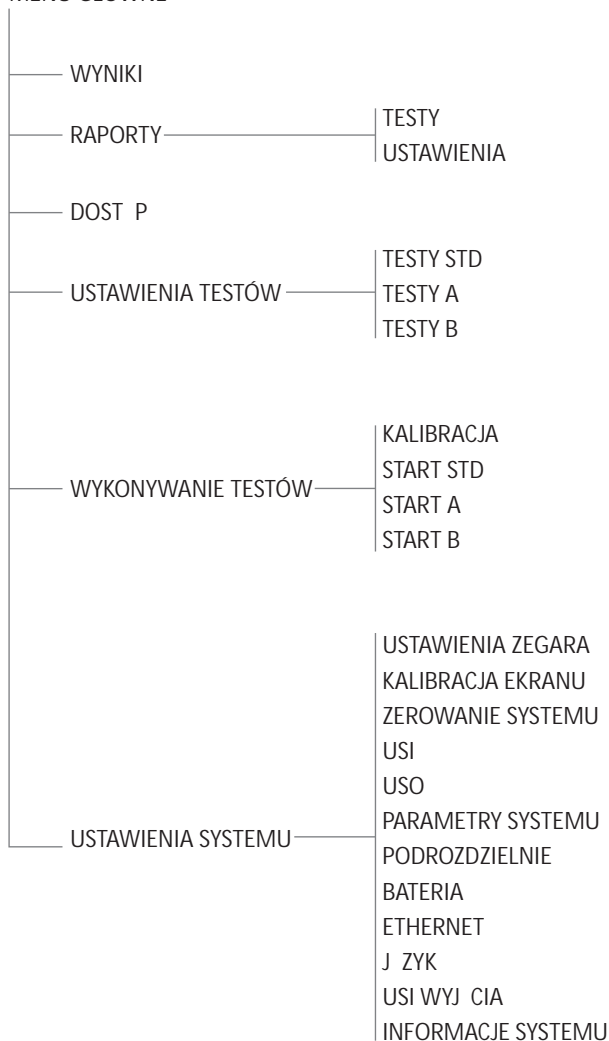 MENU GŁÓWNE
WYNIKI
RAPORTY
TESTY
USTAWIENIA
DOST P
USTAWIENIA TESTÓW
TESTY STD
TESTY A
TESTY B
WYKONYWANIE TESTÓW
KALIBRACJA
START STD
START A
START B
USTAWIENIA SYSTEMU
USTAWIENIA ZEGARA
KALIBRACJA EKRANU
ZEROWANIE SYSTEMU
USI
USO
PARAMETRY SYSTEMU
PODROZDZIELNIE
BATERIA
ETHERNET
J ZYK
USI WYJ CIA
INFORMACJE SYSTEMU